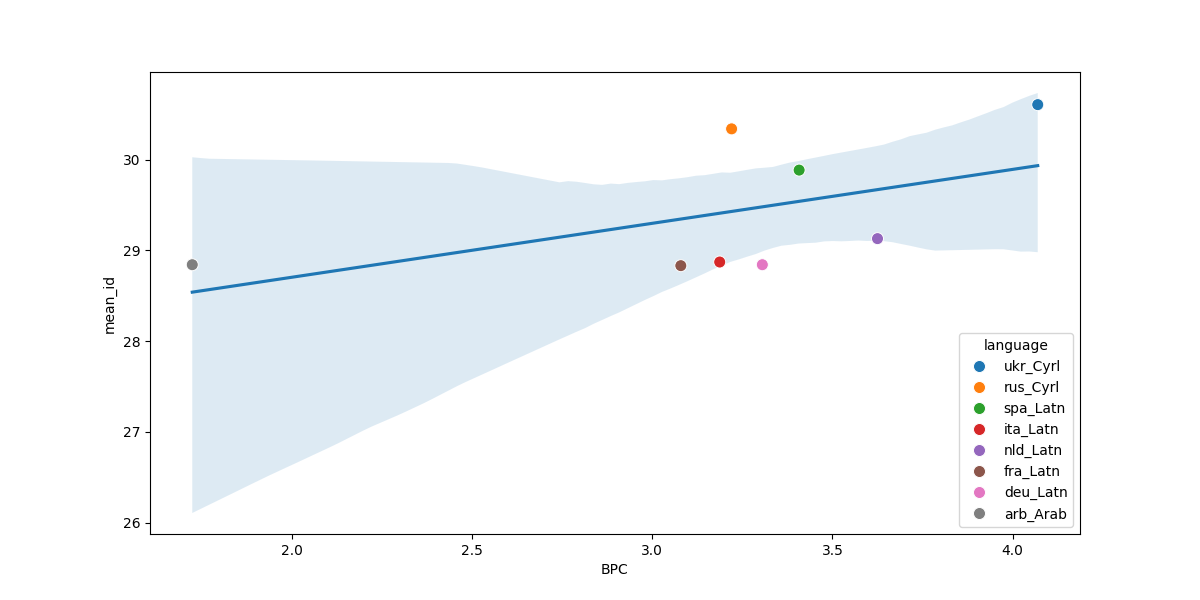 30
29
28
27
26
mean_id
2.0 2.5 3.0 3.5 4.0
BPC
language
ukr_Cyrl
rus_Cyrl
spa_Latn
ita_Latn
nld_Latn
fra_Latn
deu_Latn
arb_Arab